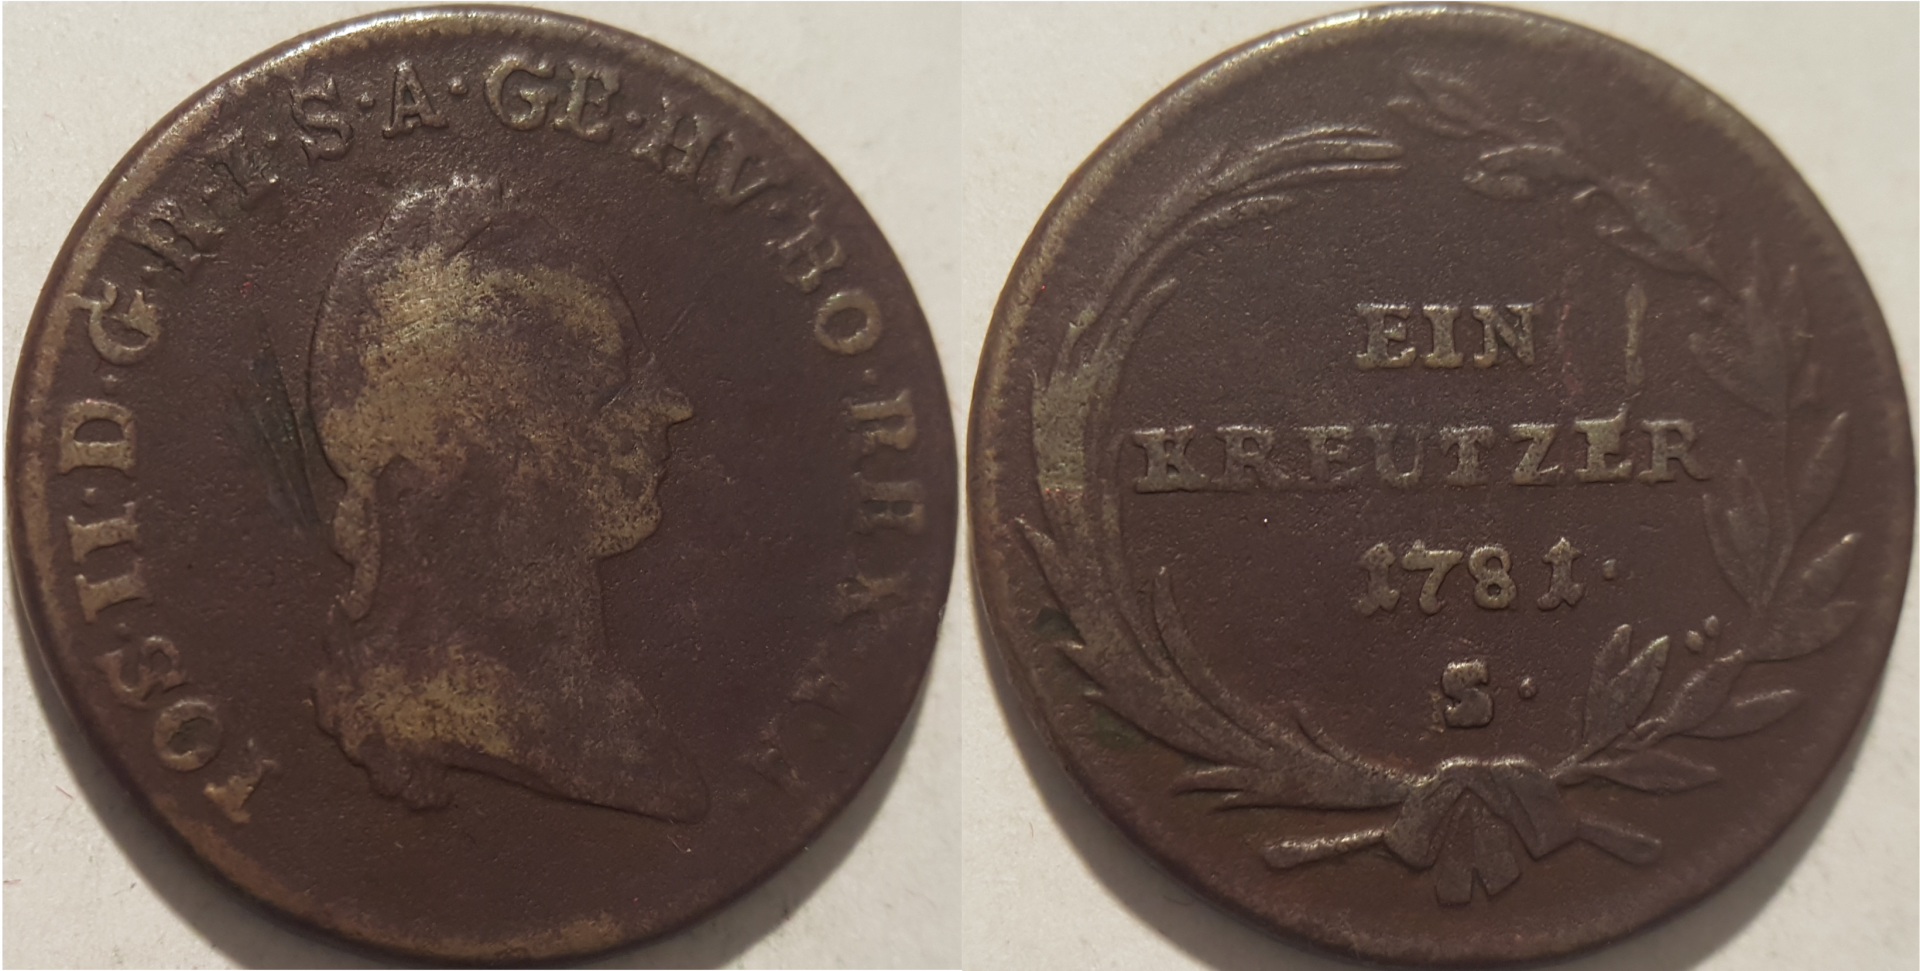 IOS·II·D·G·R·I·S·A·GE·HV·BO·REX·A·A
EIN
KREUTZER
1781·
S·